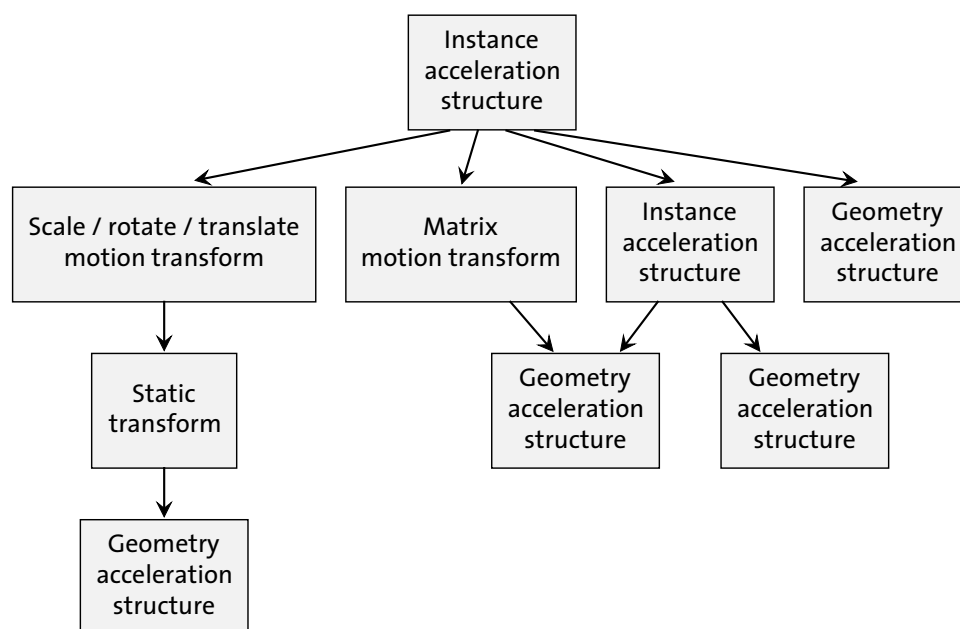 Instance
acceleration
structure
Scale / rotate / translate
motion transform
Matrix
motion transform
Instance
acceleration
structure
Geometry
acceleration
structure
Static
transform
Geometry
acceleration
structure
Geometry
acceleration
structure
Geometry
acceleration
structure